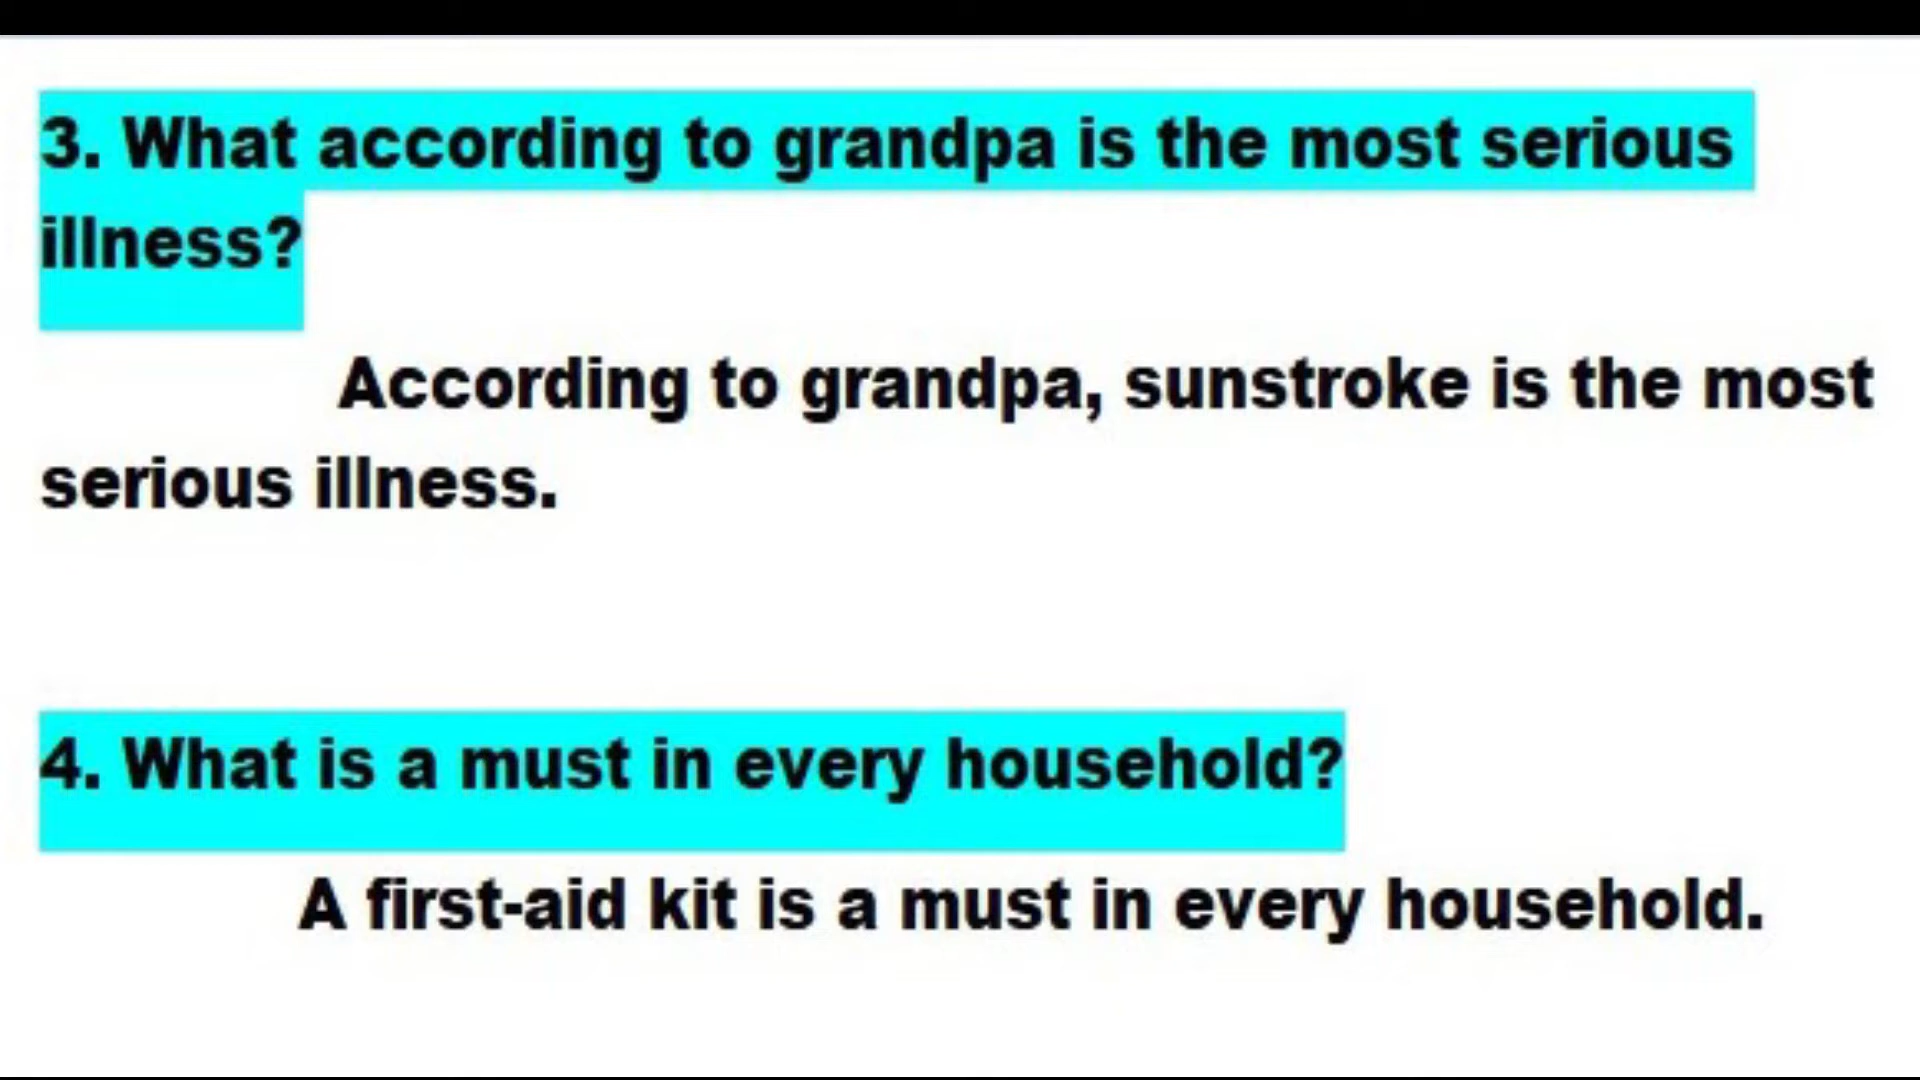 3. What according to grandpa is the most serious
illness?
According to grandpa, sunstroke is the most
serious illness.
4. What is a must in every household?
A first-aid kit is a must in every household.